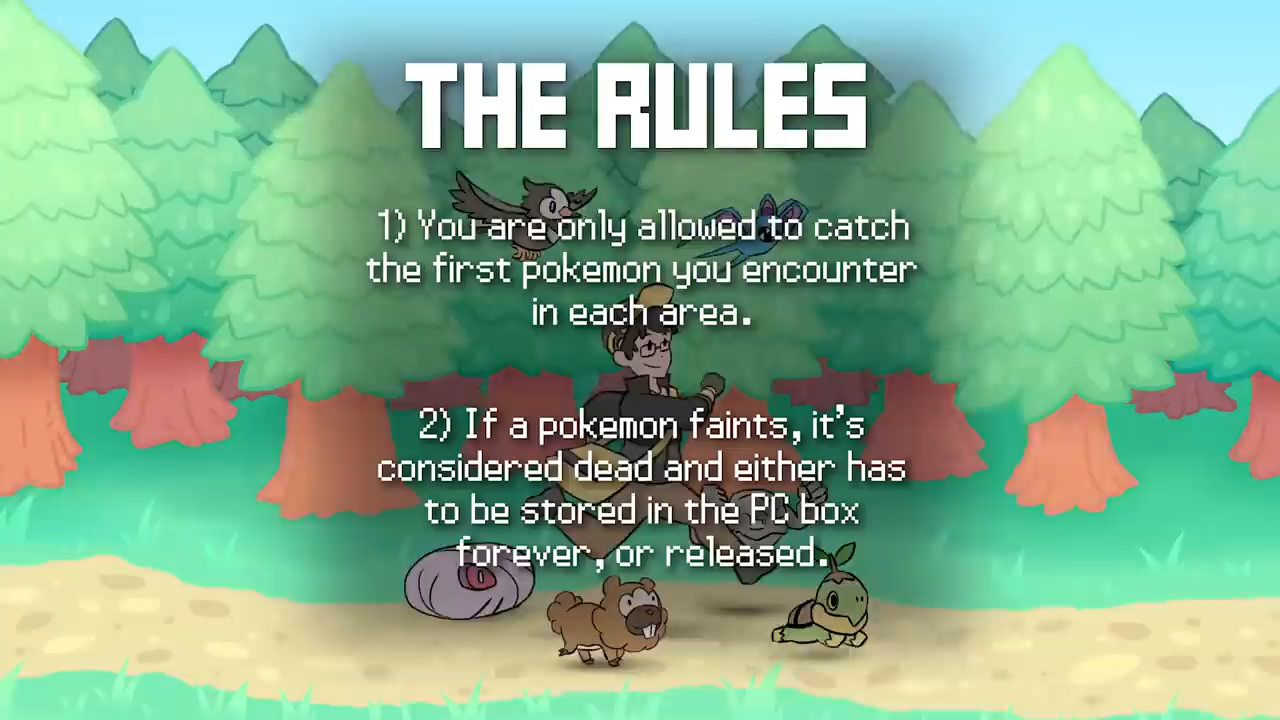 THE RULES
1) You are only allowed to catch
the first pokemon you encounter
in each area.
2) If a pokemon faints, it's
considered dead and either has
to be stored in the PC box
forever, or released.